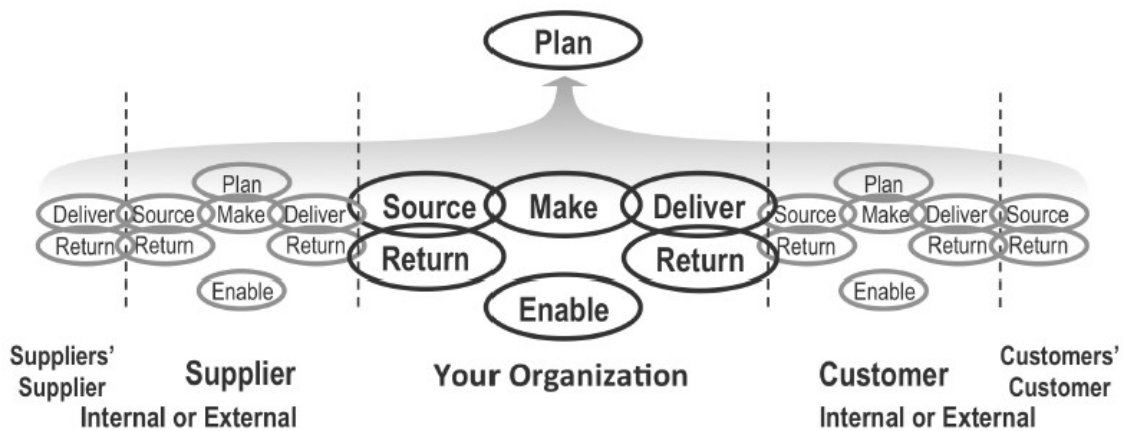 Plan
Plan Plan
Deliver Source Make Deliver Source Make Deliver Source Make Deliver Source
Return Return Return Return Return Return Return Return
Enable Enable Enable
Suppliers' Supplier Your Organization Customer Customers'
Supplier Customer
Internal or External Internal or External